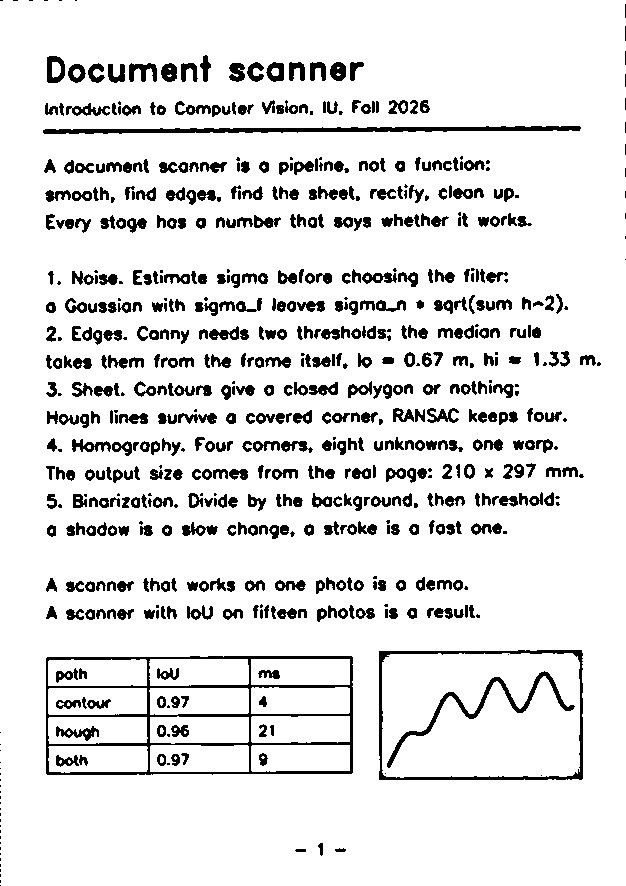 Document scanner
Introduction to Computer Vision, IU, Fall 2026
A document scanner is a pipeline, not a function:
smooth, find edges, find the sheet, rectify, clean up.
Every stage has a number that says whether it works.
1. Noise. Estimate sigma before choosing the filter:
a Gaussian with sigma_f leaves sigma_n * sqrt(sum h^2).
2. Edges. Canny needs two thresholds; the median rule
takes them from the frame itself, lo = 0.67 m, hi = 1.33 m.
3. Sheet. Contours give a closed polygon or nothing;
Hough lines survive a covered corner, RANSAC keeps four.
4. Homography. Four corners, eight unknowns, one warp.
The output size comes from the real page: 210 x 297 mm.
5. Binarization. Divide by the background, then threshold:
a shadow is a slow change, a stroke is a fast one.
A scanner that works on one photo is a demo.
A scanner with IoU on fifteen photos is a result.
path IoU ms
contour 0.97 4
hough 0.96 21
both 0.97 9
- 1 -